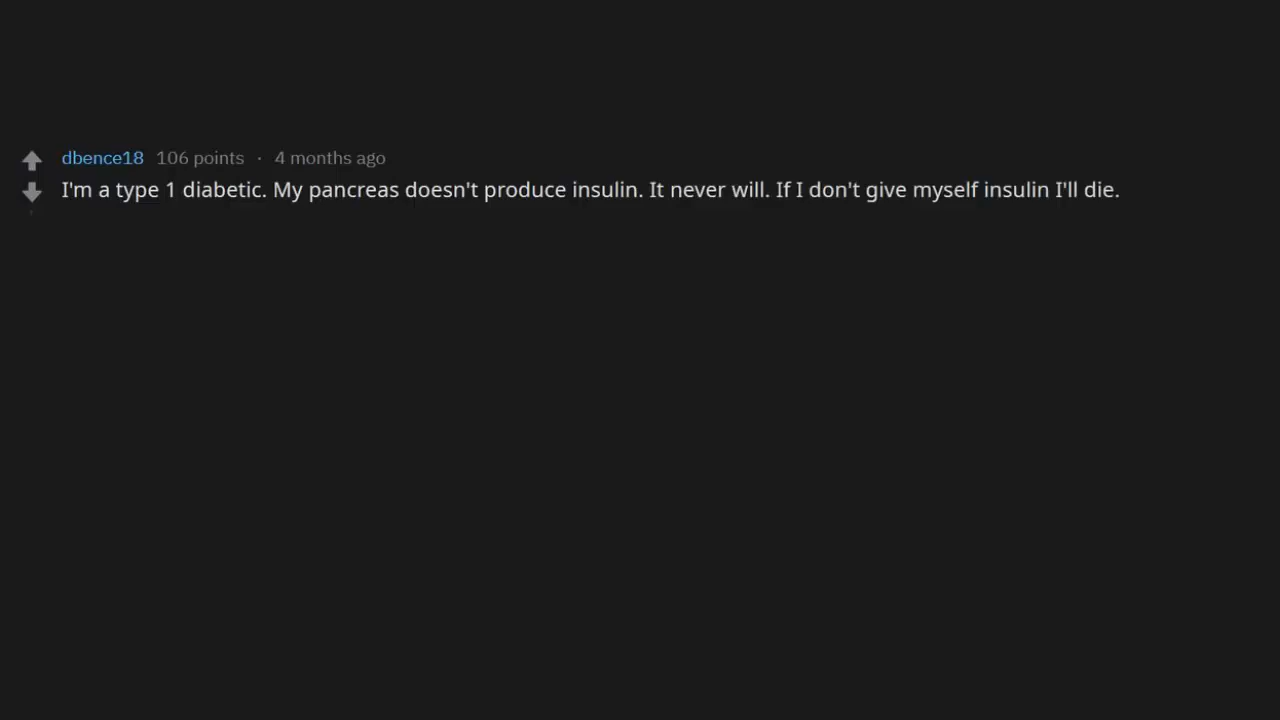 dbence18 106 points · 4 months ago
I'm a type 1 diabetic. My pancreas doesn't produce insulin. It never will. If I don't give myself insulin I'll die.